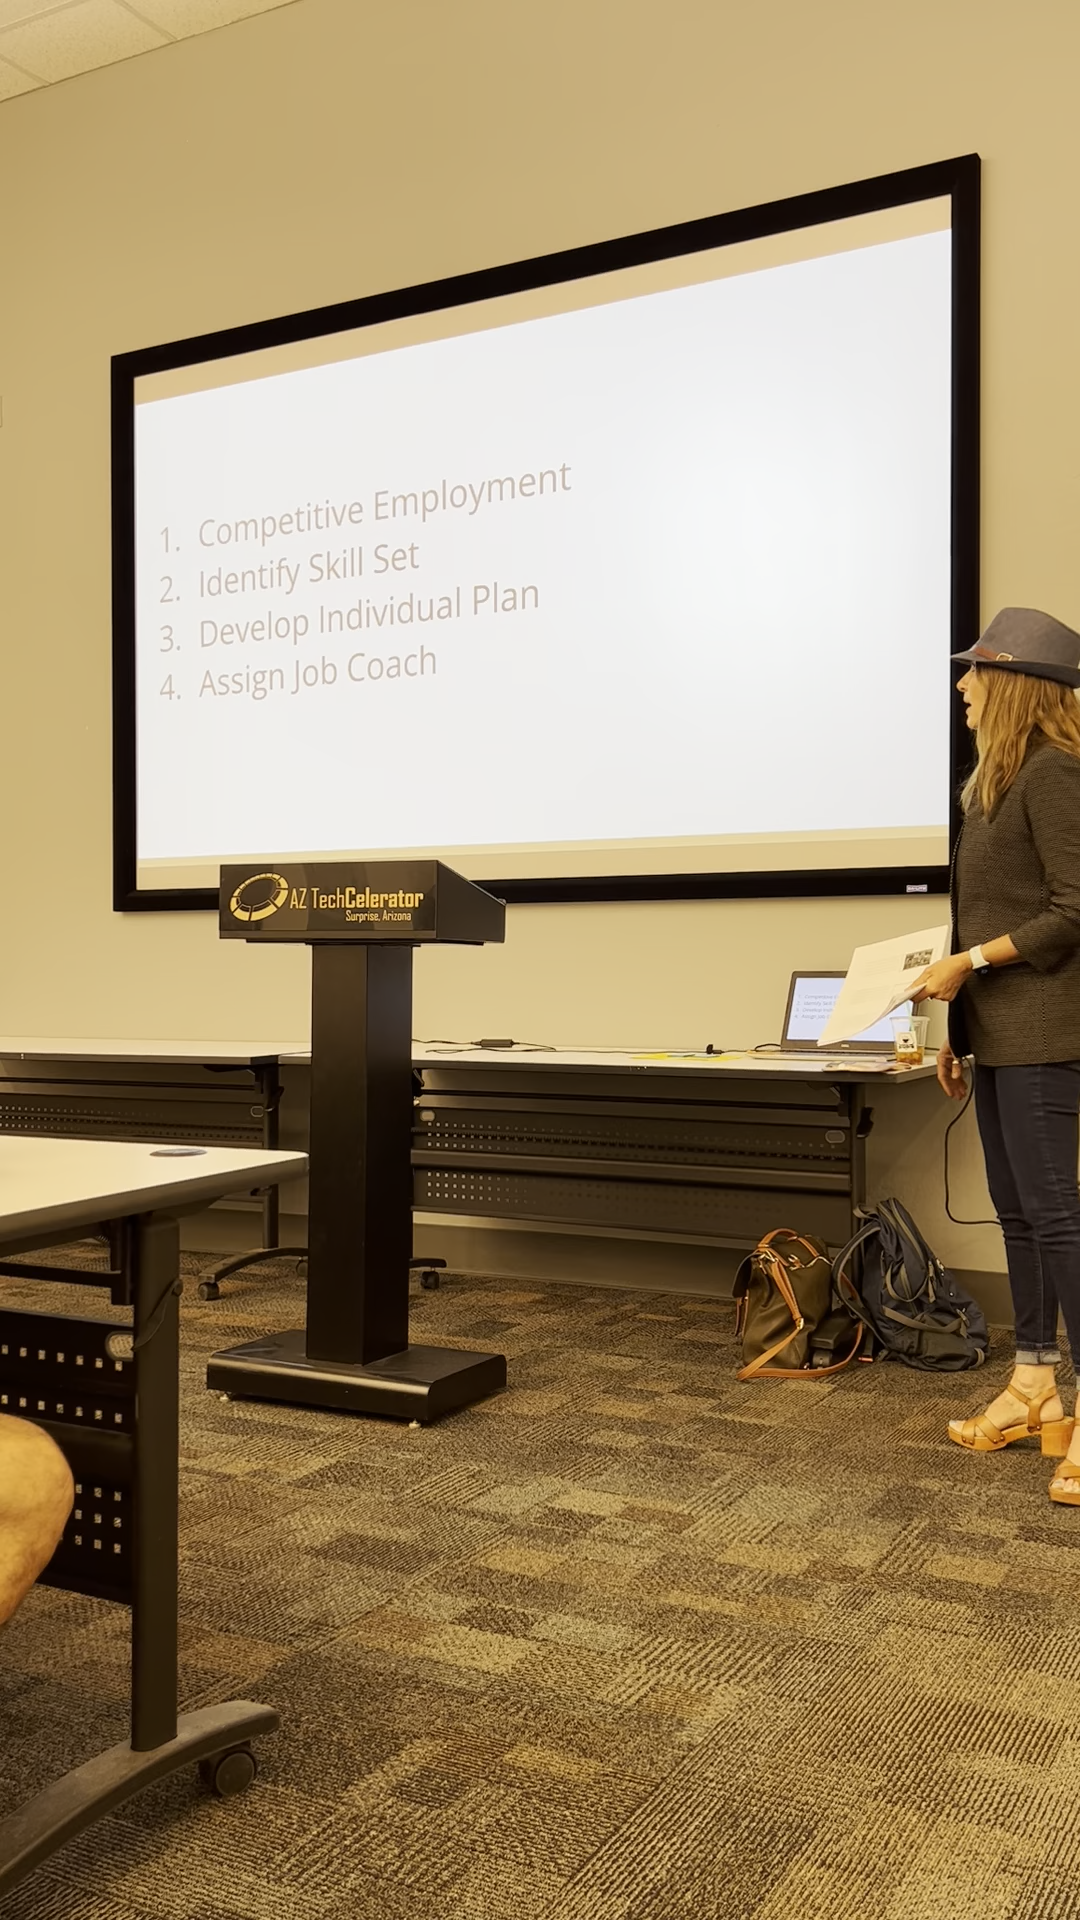 1. Competitive Employment
2. Identify Skill Set
3. Develop Individual Plan
4. Assign Job Coach
AZ TechCelerator
Surprise, Arizona